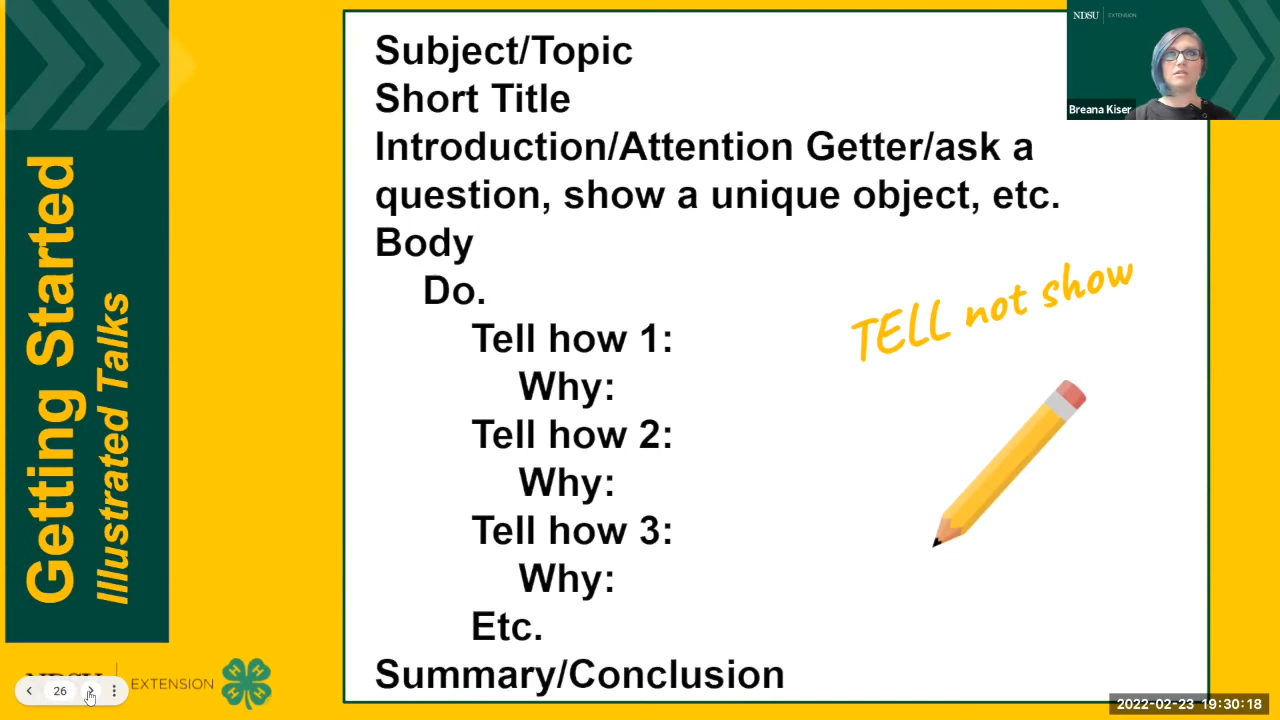 Getting Started
Illustrated Talks
Subject/Topic
Short Title
Introduction/Attention Getter/ask a
question, show a unique object, etc.
Body
Do.
Tell how 1:
Why:
Tell how 2:
Why:
Tell how 3:
Why:
Etc.
Summary/Conclusion
TELL not show
NDSU EXTENSION
Breana Kiser
26
NDSU EXTENSION
H H H H
2022-02-23 19:30:18